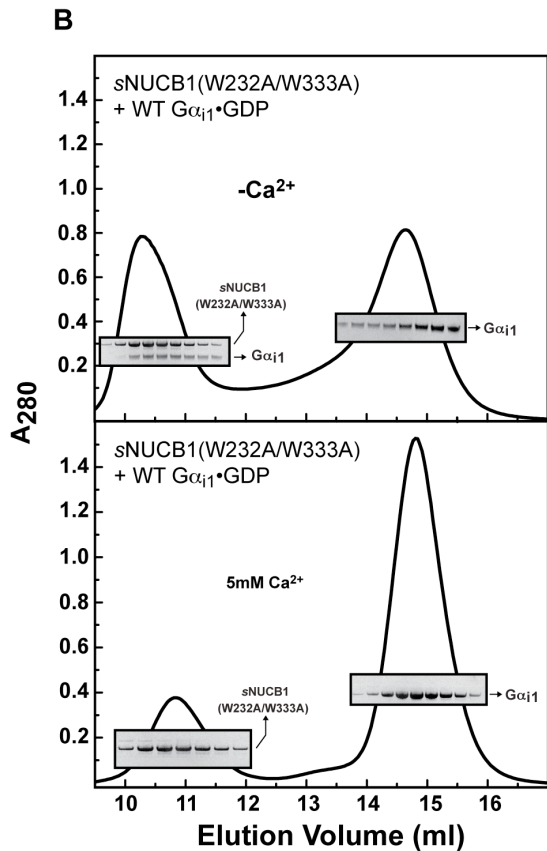 B
sNUCB1(W232A/W333A)
+ WT Gαi1•GDP
-Ca2+
1.4
1.2
1.0
0.8
0.6
0.4
0.2
sNUCB1
(W232A/W333A)
Gαi1
Gαi1
A280
sNUCB1(W232A/W333A)
+ WT Gαi1•GDP
5mM Ca2+
1.4
1.2
1.0
0.8
0.6
0.4
0.2
sNUCB1
(W232A/W333A)
Gαi1
10 11 12 13 14 15 16
Elution Volume (ml)